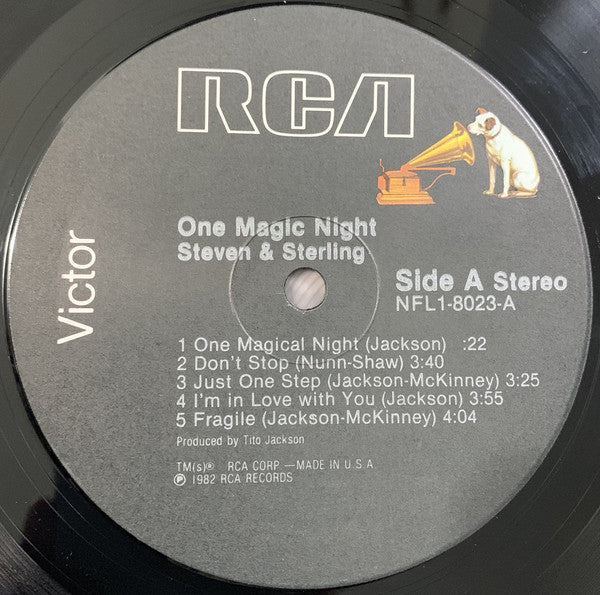 RCA
Victor
One Magic Night
Steven & Sterling
Side A Stereo
NFL1-8023-A
1 One Magical Night (Jackson) :22
2 Don't Stop (Nunn-Shaw) 3:40
3 Just One Step (Jackson-McKinney) 3:25
4 I'm in Love with You (Jackson) 3:55
5 Fragile (Jackson-McKinney) 4:04
Produced by Tito Jackson
TM(s)® RCA CORP.—MADE IN U.S.A
℗ 1982 RCA RECORDS